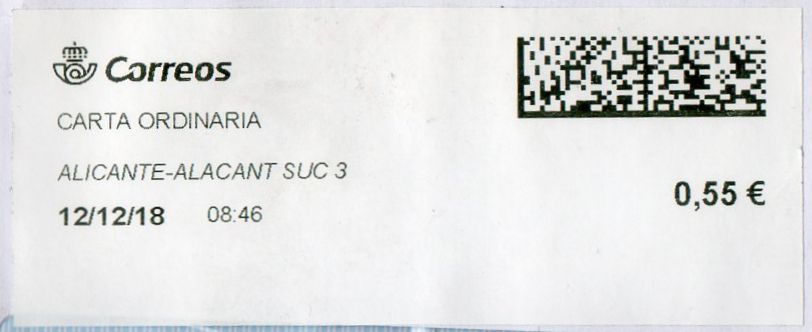 Correos
CARTA ORDINARIA
ALICANTE-ALACANT SUC 3
12/12/18 08:46
0,55 €